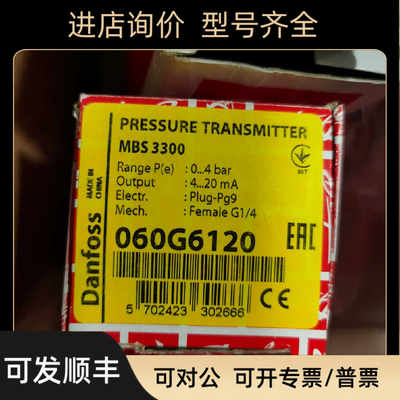 进店询价 型号齐全
PRESSURE TRANSMITTER
MBS 3300
Range P(e) : 0...4 bar
Output : 4...20 mA
Electr. : Plug-Pg9
Mech. : Female G1/4
060G6120
EAC
5 702423 302666
CE
Danfoss
MADE IN
CHINA
可发顺丰
可对公 可开专票/普票